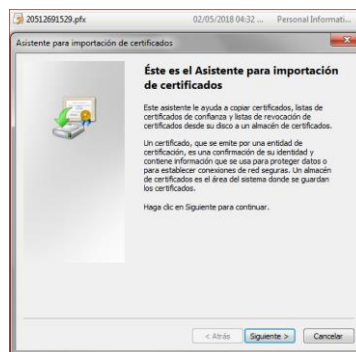 20512691529.pfx 02/05/2018 04:32 ... Personal Informati...
Asistente para importación de certificados
Éste es el Asistente para importación
de certificados
Este asistente le ayuda a copiar certificados, listas de
certificados de confianza y listas de revocación de
certificados desde su disco a un almacén de certificados.
Un certificado, que se emite por una entidad de
certificación, es una confirmación de su identidad y
contiene información que se usa para proteger datos o
para establecer conexiones de red seguras. Un almacén
de certificados es el área del sistema donde se guardan
los certificados.
Haga clic en Siguiente para continuar.
< Atrás Siguiente > Cancelar